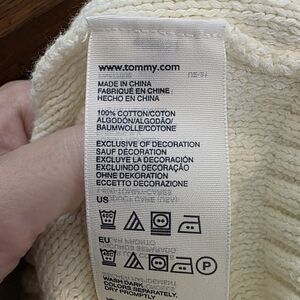 www.tommy.com
MADE IN CHINA
FABRIQUÉ EN CHINE
HECHO EN CHINA
100% COTTON/COTON
ALGODÓN/ALGODÃO/
BAUMWOLLE/COTONE
EXCLUSIVE OF DECORATION
SAUF DÉCORATION
EXCLUYE LA DECORACIÓN
EXCLUINDO DECORAÇÃO
OHNE DEKORATION
ECCETTO DECORAZIONE
US
EU
WASH DARK
COLORS SEPARATELY,
DRY PROMPTLY